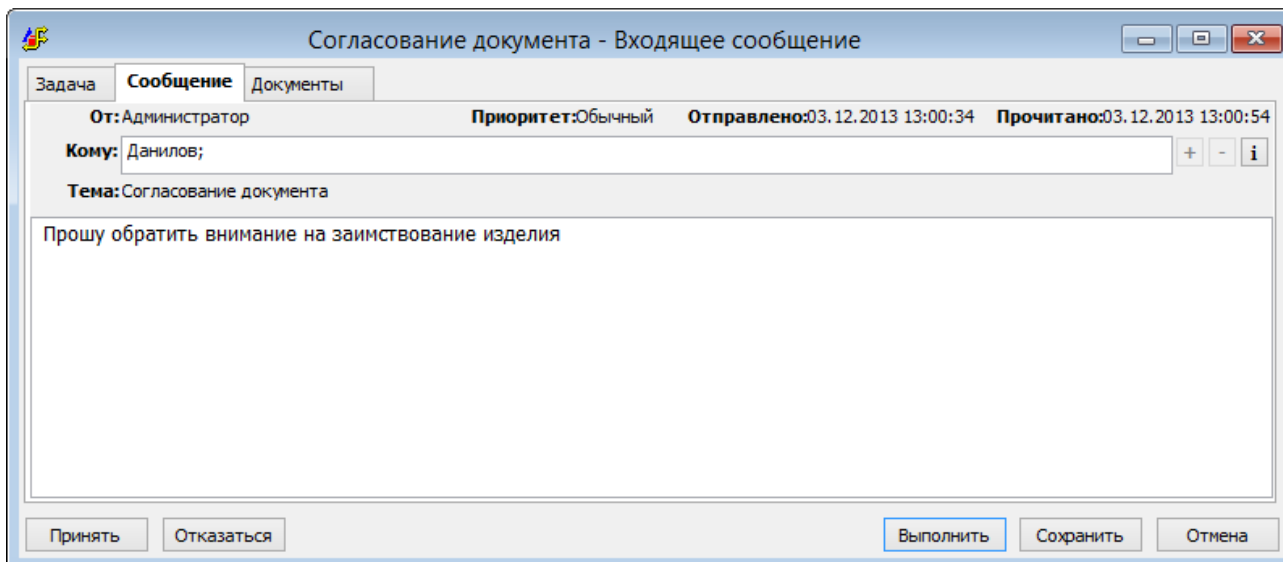 Согласование документа - Входящее сообщение
Задача Сообщение Документы
От: Администратор Приоритет: Обычный Отправлено: 03.12.2013 13:00:34 Прочитано: 03.12.2013 13:00:54
Кому: Данилов; + - i
Тема: Согласование документа
Прошу обратить внимание на заимствование изделия
Принять Отказаться Выполнить Сохранить Отмена